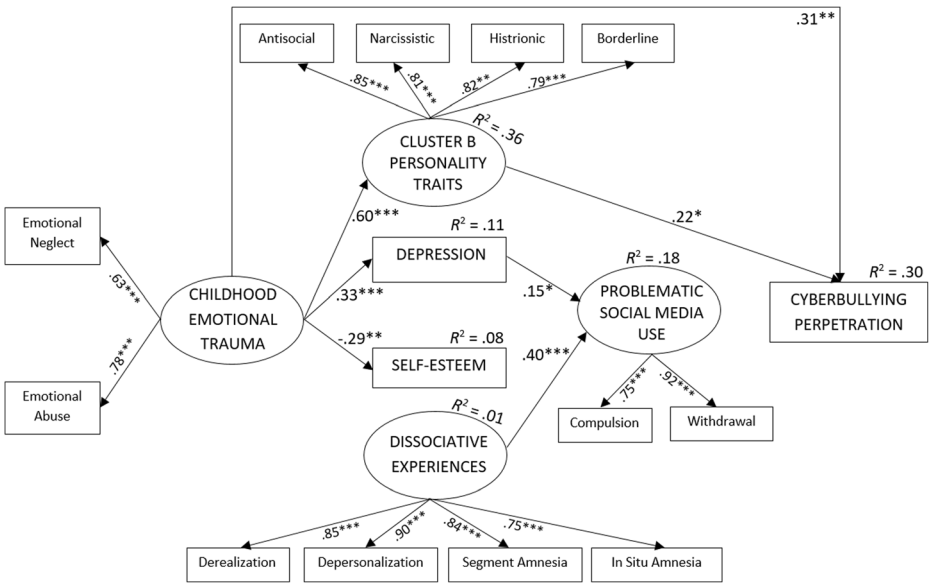 .31**
Antisocial
Narcissistic
Histrionic
Borderline
.85***
.81***
.82**
.79***
R² = .36
CLUSTER B
PERSONALITY
TRAITS
Emotional
Neglect
.60***
.22*
R² = .11
DEPRESSION
R² = .18
R² = .30
.63***
CHILDHOOD
EMOTIONAL
TRAUMA
.33***
.15*
PROBLEMATIC
SOCIAL MEDIA
USE
CYBERBULLYING
PERPETRATION
-.29**
R² = .08
SELF-ESTEEM
.40***
.78***
Emotional
Abuse
.75***
.92***
R² = .01
Compulsion
Withdrawal
DISSOCIATIVE
EXPERIENCES
.85***
.90***
.84***
.75***
Derealization
Depersonalization
Segment Amnesia
In Situ Amnesia